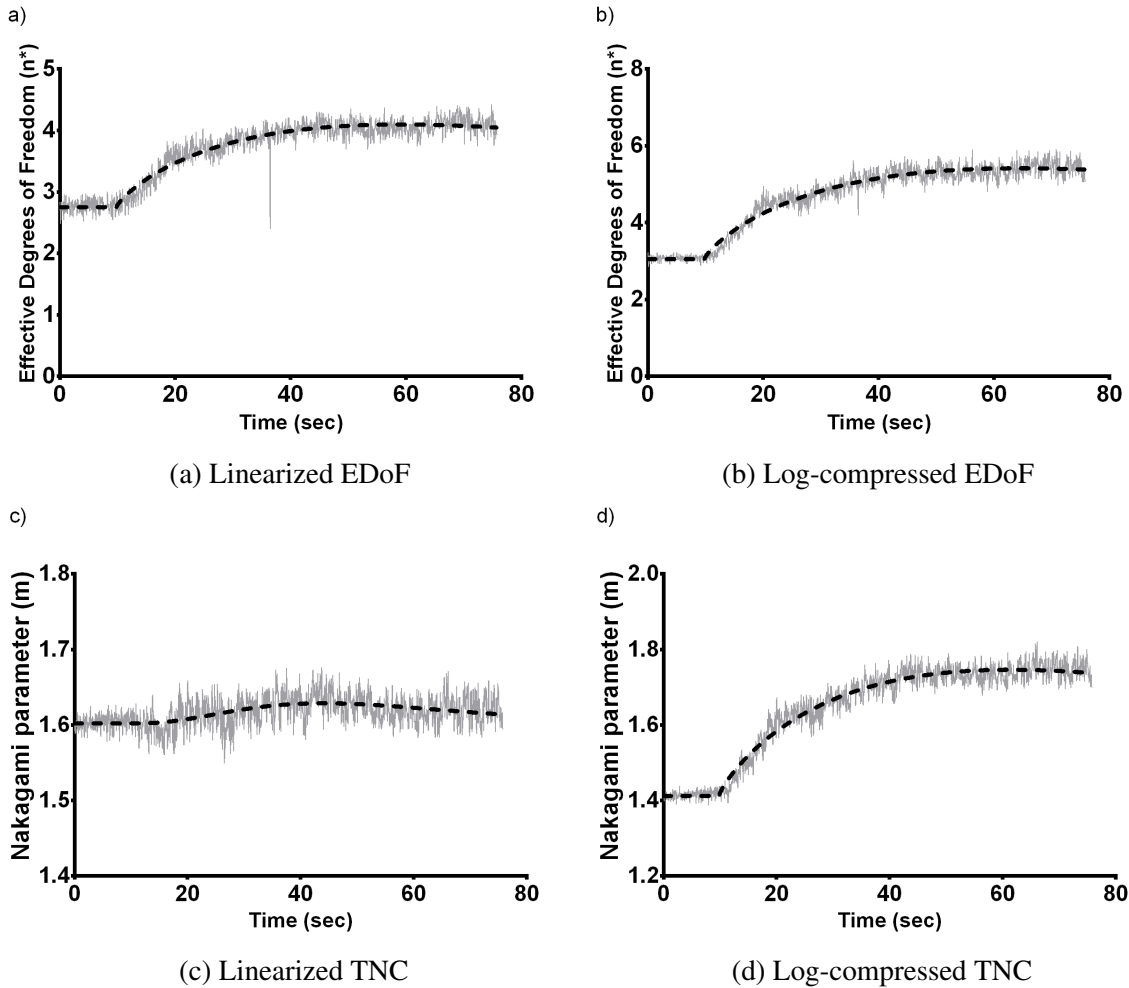 a)
Effective Degrees of Freedom (n*)
5
4
3
2
1
0
0 20 40 60 80
Time (sec)
(a) Linearized EDoF
b)
Effective Degrees of Freedom (n*)
8
6
4
2
0
0 20 40 60 80
Time (sec)
(b) Log-compressed EDoF
c)
Nakagami parameter (m)
1.8
1.7
1.6
1.5
1.4
0 20 40 60 80
Time (sec)
(c) Linearized TNC
d)
Nakagami parameter (m)
2.0
1.8
1.6
1.4
1.2
0 20 40 60 80
Time (sec)
(d) Log-compressed TNC